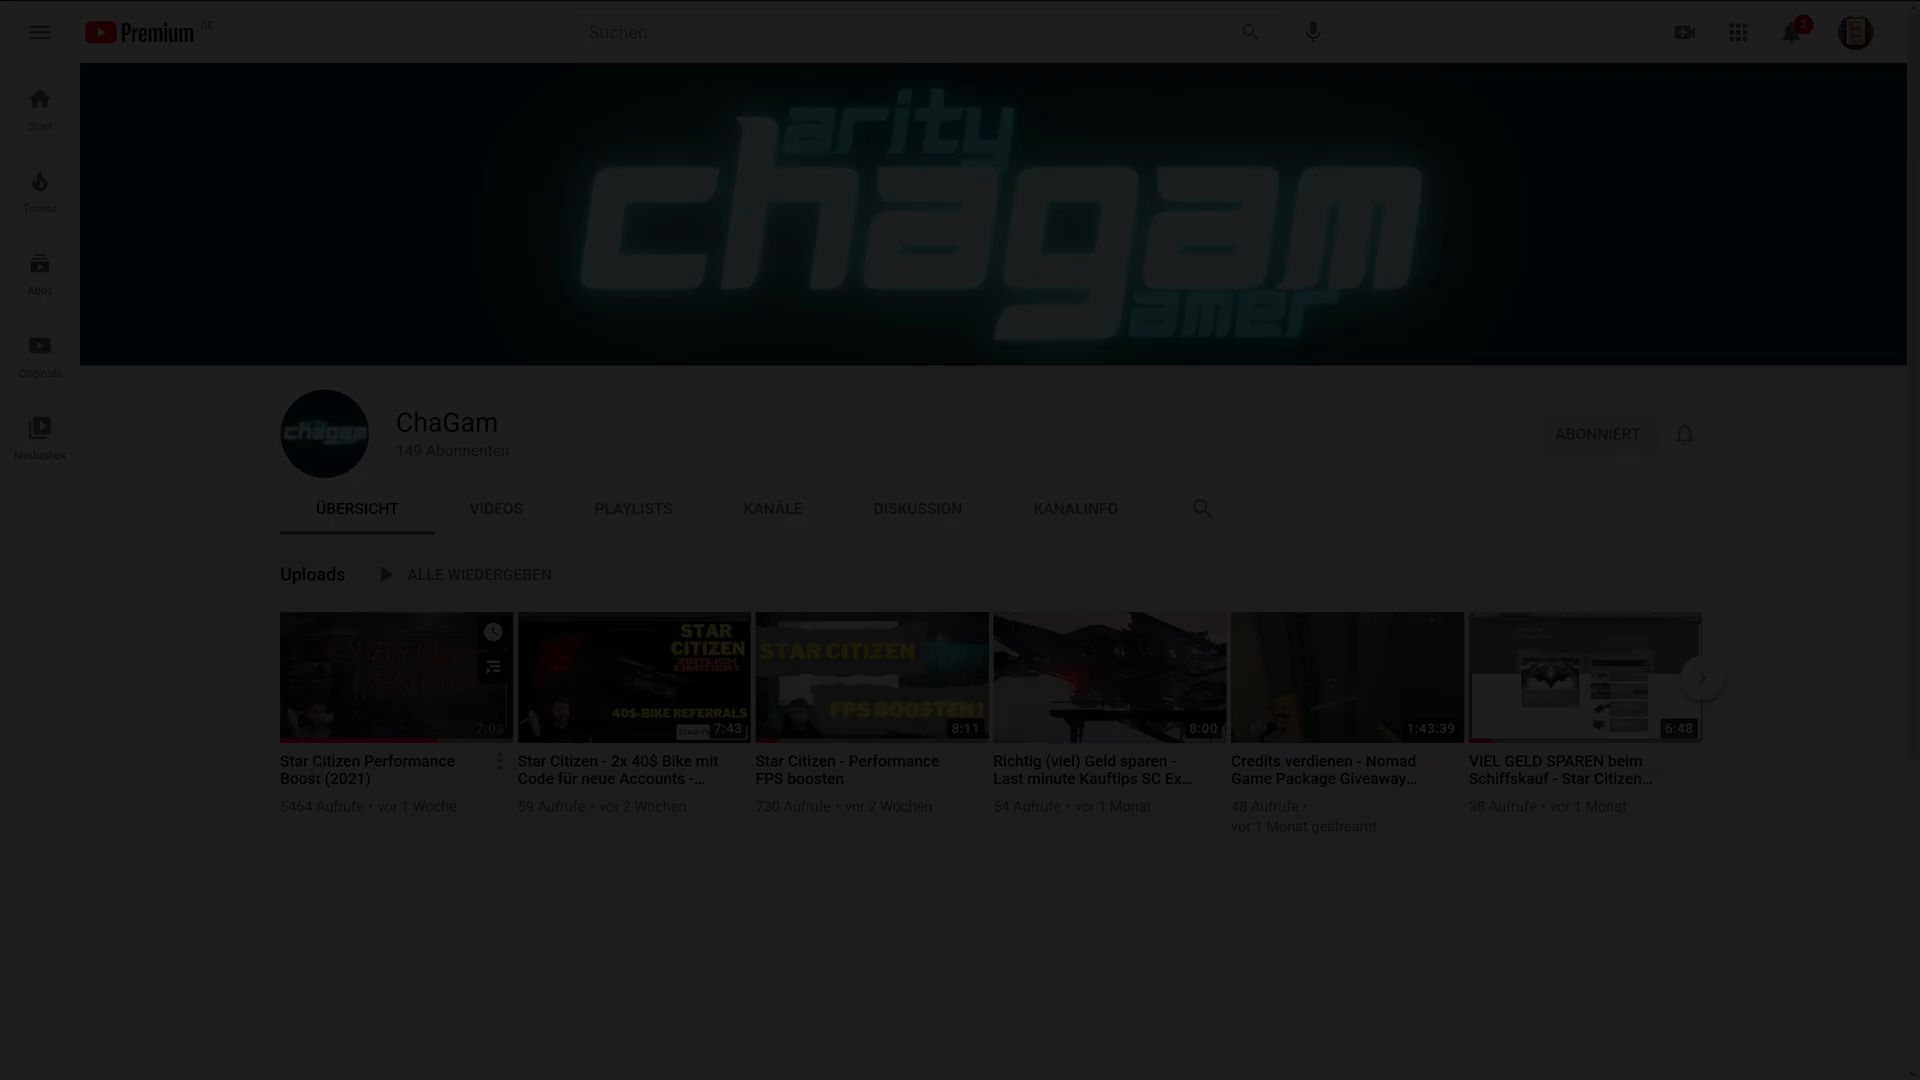 Premium DE
Suchen
3
Start
Trends
Abos
Originals
Mediathek
arity
chagam
amer
chagam
ChaGam
149 Abonnenten
ABONNIERT
ÜBERSICHT VIDEOS PLAYLISTS KANÄLE DISKUSSION KANALINFO
Uploads ALLE WIEDERGEBEN
7:03
STAR
CITIZEN
ZEITLICH
LIMITIERT
40$-BIKE REFERRALS
7:43
STAR CITIZEN
FPS BOOSTEN!
8:11
8:00
1:43:39
6:48
Star Citizen Performance
Boost (2021)
5464 Aufrufe • vor 1 Woche
Star Citizen - 2x 40$ Bike mit
Code für neue Accounts -...
59 Aufrufe • vor 2 Wochen
Star Citizen - Performance
FPS boosten
730 Aufrufe • vor 2 Wochen
Richtig (viel) Geld sparen -
Last minute Kauftips SC Ex...
54 Aufrufe • vor 1 Monat
Credits verdienen - Nomad
Game Package Giveaway...
48 Aufrufe •
vor 1 Monat gestreamt
VIEL GELD SPAREN beim
Schiffskauf - Star Citizen...
38 Aufrufe • vor 1 Monat